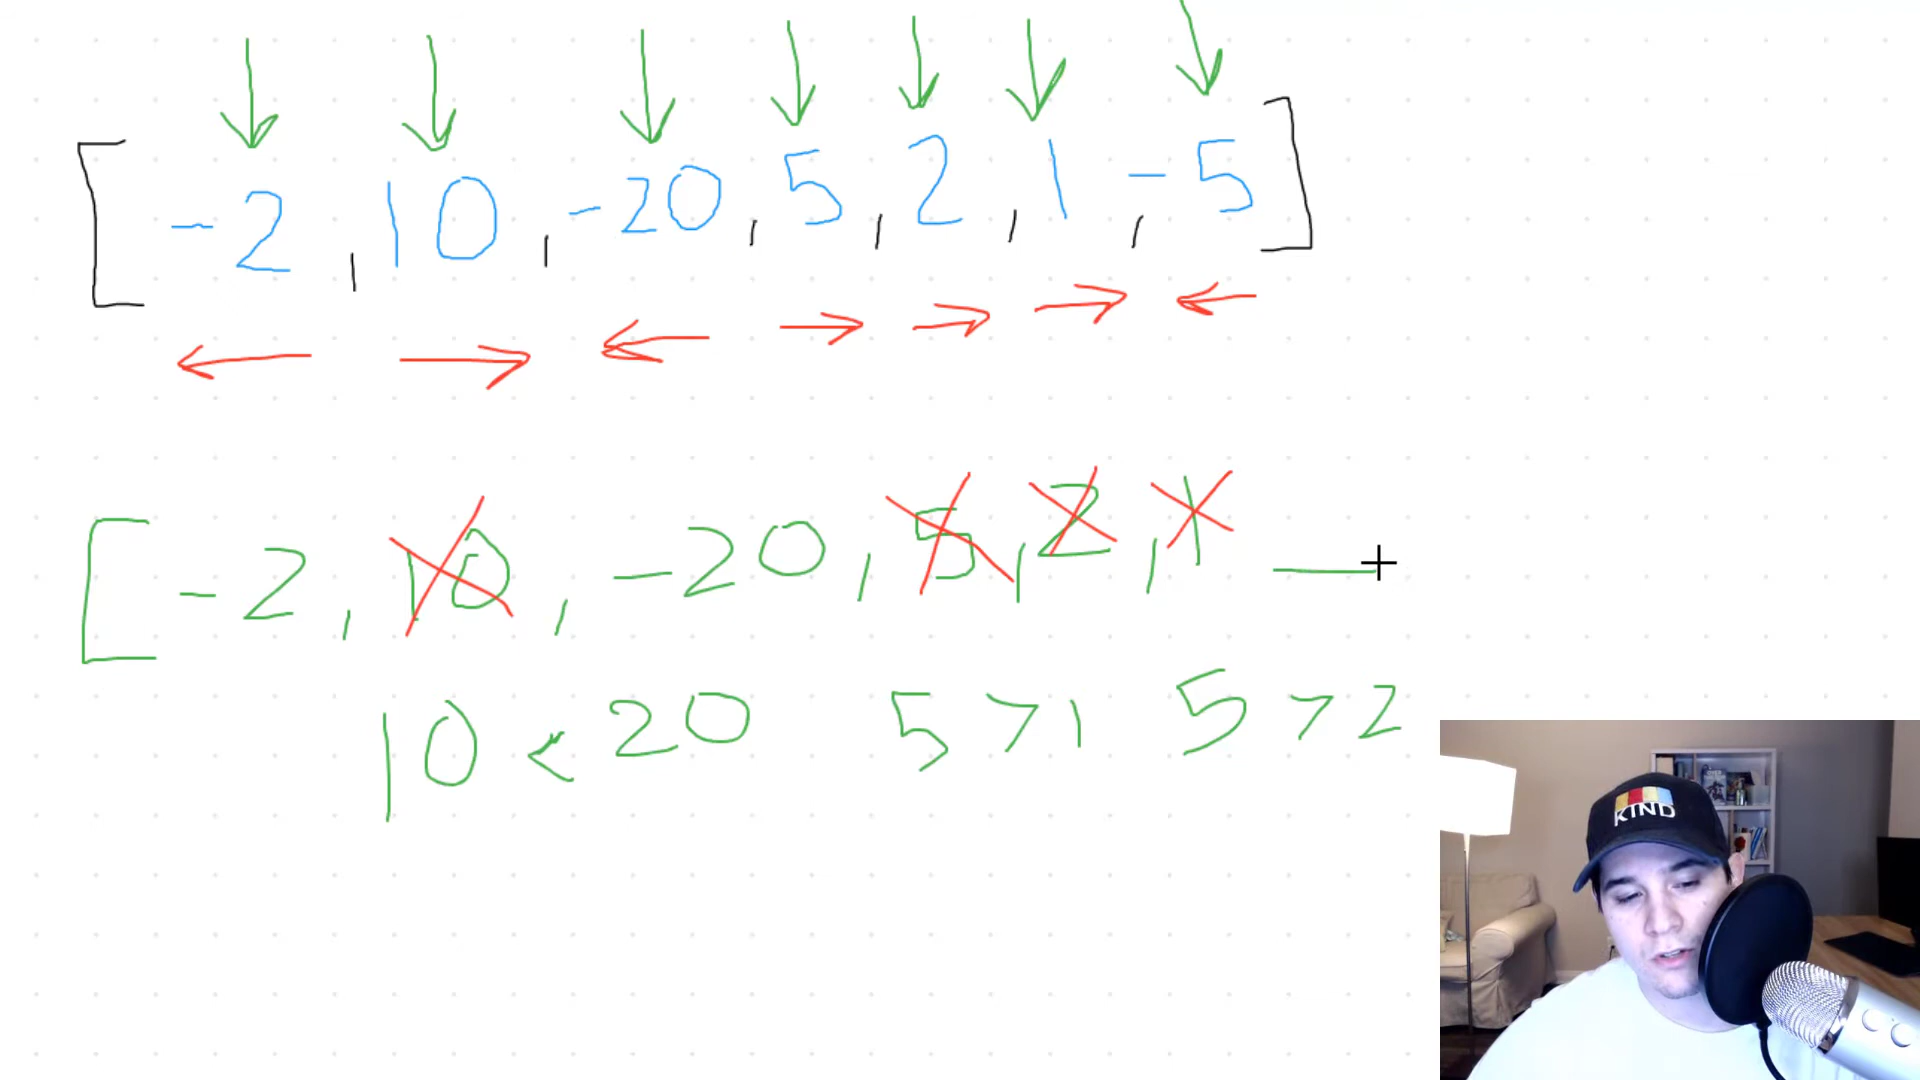 [-2, 10, -20, 5, 2, 1, -5]
[-2, 10, -20, 5, 2, 1 —
10 < 20 5 > 1 5 > 2
KIND